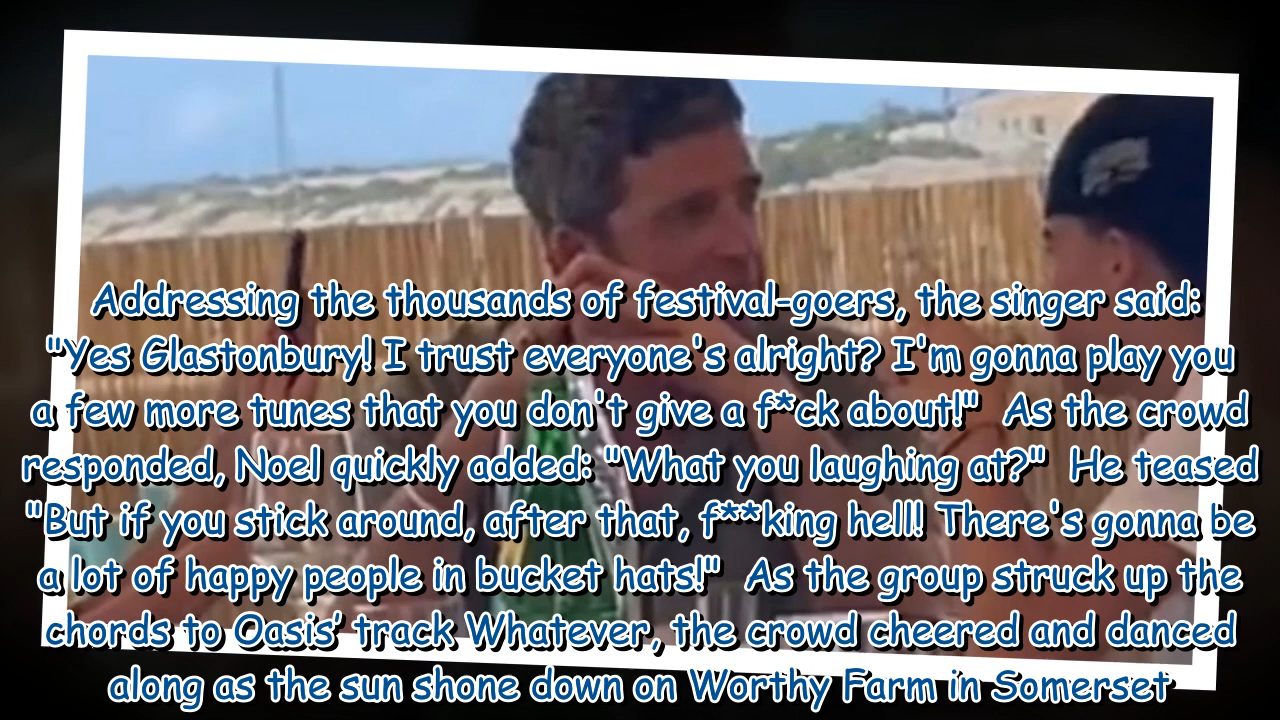 Addressing the thousands of festival-goers, the singer said:
"Yes Glastonbury! I trust everyone's alright? I'm gonna play you
a few more tunes that you don't give a f*ck about!" As the crowd
responded, Noel quickly added: "What you laughing at?" He teased
"But if you stick around, after that, f**king hell! There's gonna be
a lot of happy people in bucket hats!" As the group struck up the
chords to Oasis’ track Whatever, the crowd cheered and danced
along as the sun shone down on Worthy Farm in Somerset